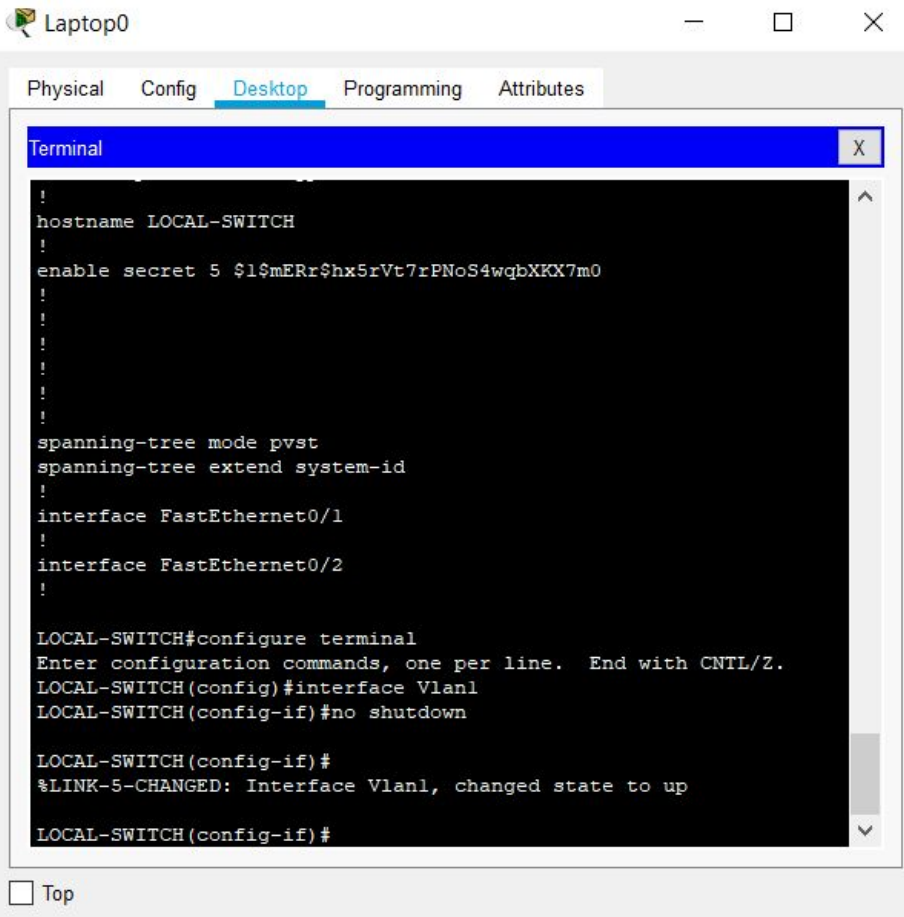 Laptop0
Physical Config Desktop Programming Attributes
Terminal X
!
hostname LOCAL-SWITCH
!
enable secret 5 $1$mERr$hx5rVt7rPNoS4wqbXKX7m0
!
!
!
!
!
!
spanning-tree mode pvst
spanning-tree extend system-id
!
interface FastEthernet0/1
!
interface FastEthernet0/2
!
LOCAL-SWITCH#configure terminal
Enter configuration commands, one per line.  End with CNTL/Z.
LOCAL-SWITCH(config)#interface Vlan1
LOCAL-SWITCH(config-if)#no shutdown
LOCAL-SWITCH(config-if)#
%LINK-5-CHANGED: Interface Vlan1, changed state to up
LOCAL-SWITCH(config-if)#
Top